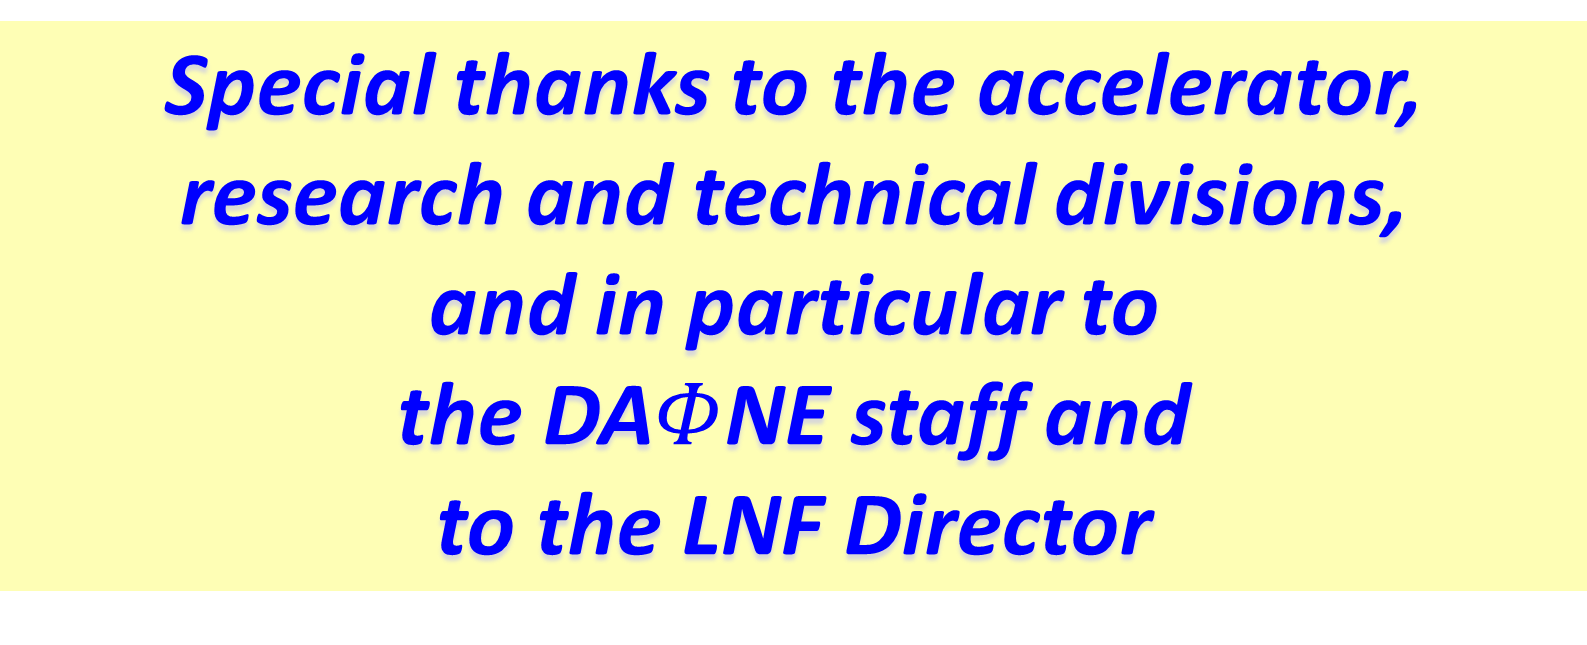 Special thanks to the accelerator,
research and technical divisions,
and in particular to
the DAΦNE staff and
to the LNF Director